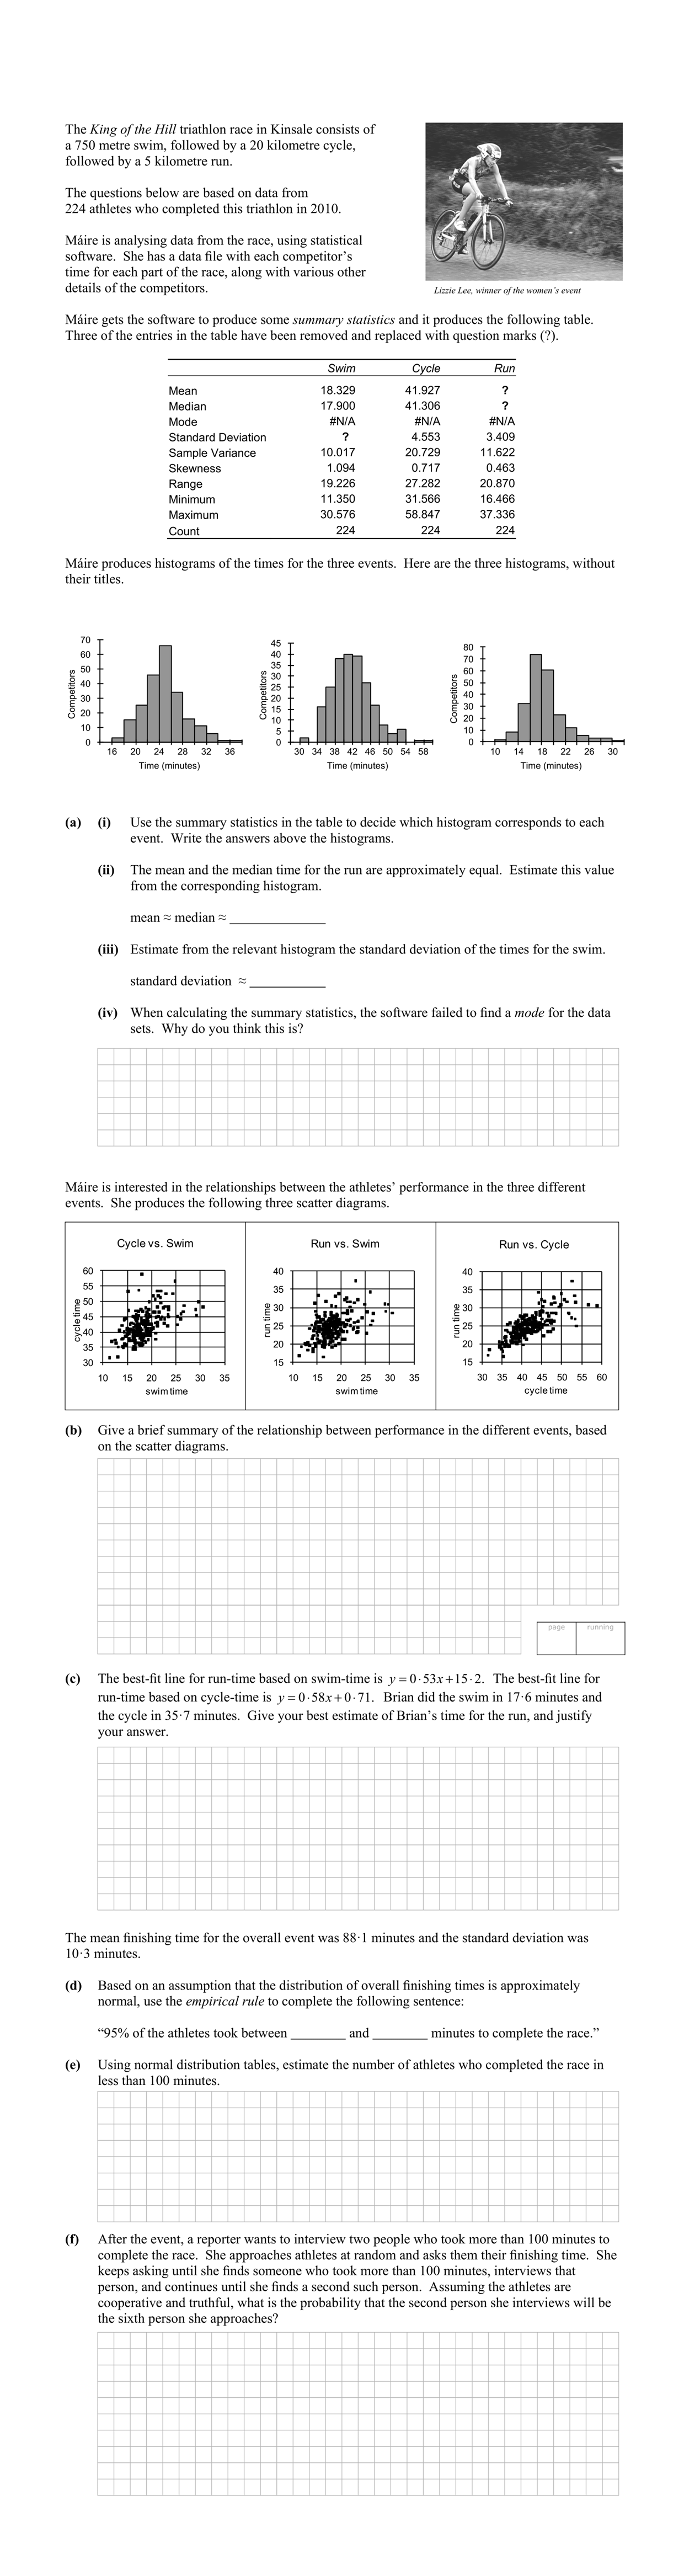 The King of the Hill triathlon race in Kinsale consists of
a 750 metre swim, followed by a 20 kilometre cycle,
followed by a 5 kilometre run.
The questions below are based on data from
224 athletes who completed this triathlon in 2010.
Máire is analysing data from the race, using statistical
software. She has a data file with each competitor's
time for each part of the race, along with various other
details of the competitors.
Lizzie Lee, winner of the women's event
Máire gets the software to produce some summary statistics and it produces the following table.
Three of the entries in the table have been removed and replaced with question marks (?).
Swim Cycle Run
Mean 18.329 41.927 ?
Median 17.900 41.306 ?
Mode #N/A #N/A #N/A
Standard Deviation ? 4.553 3.409
Sample Variance 10.017 20.729 11.622
Skewness 1.094 0.717 0.463
Range 19.226 27.282 20.870
Minimum 11.350 31.566 16.466
Maximum 30.576 58.847 37.336
Count 224 224 224
Máire produces histograms of the times for the three events. Here are the three histograms, without
their titles.
70
60
50
40
30
20
10
0
Competitors
16 20 24 28 32 36
Time (minutes)
45
40
35
30
25
20
15
10
5
0
Competitors
30 34 38 42 46 50 54 58
Time (minutes)
80
70
60
50
40
30
20
10
0
Competitors
10 14 18 22 26 30
Time (minutes)
(a) (i) Use the summary statistics in the table to decide which histogram corresponds to each
event. Write the answers above the histograms.
(ii) The mean and the median time for the run are approximately equal. Estimate this value
from the corresponding histogram.
mean ≈ median ≈ ______________
(iii) Estimate from the relevant histogram the standard deviation of the times for the swim.
standard deviation ≈ ___________
(iv) When calculating the summary statistics, the software failed to find a mode for the data
sets. Why do you think this is?
Máire is interested in the relationships between the athletes' performance in the three different
events. She produces the following three scatter diagrams.
Cycle vs. Swim
60
55
50
45
40
35
30
cycle time
10 15 20 25 30 35
swim time
Run vs. Swim
40
35
30
25
20
15
run time
10 15 20 25 30 35
swim time
Run vs. Cycle
40
35
30
25
20
15
run time
30 35 40 45 50 55 60
cycle time
(b) Give a brief summary of the relationship between performance in the different events, based
on the scatter diagrams.
page running
(c) The best-fit line for run-time based on swim-time is y = 0·53x + 15·2. The best-fit line for
run-time based on cycle-time is y = 0·58x + 0·71. Brian did the swim in 17·6 minutes and
the cycle in 35·7 minutes. Give your best estimate of Brian's time for the run, and justify
your answer.
The mean finishing time for the overall event was 88·1 minutes and the standard deviation was
10·3 minutes.
(d) Based on an assumption that the distribution of overall finishing times is approximately
normal, use the empirical rule to complete the following sentence:
"95% of the athletes took between ________ and ________ minutes to complete the race."
(e) Using normal distribution tables, estimate the number of athletes who completed the race in
less than 100 minutes.
(f) After the event, a reporter wants to interview two people who took more than 100 minutes to
complete the race. She approaches athletes at random and asks them their finishing time. She
keeps asking until she finds someone who took more than 100 minutes, interviews that
person, and continues until she finds a second such person. Assuming the athletes are
cooperative and truthful, what is the probability that the second person she interviews will be
the sixth person she approaches?